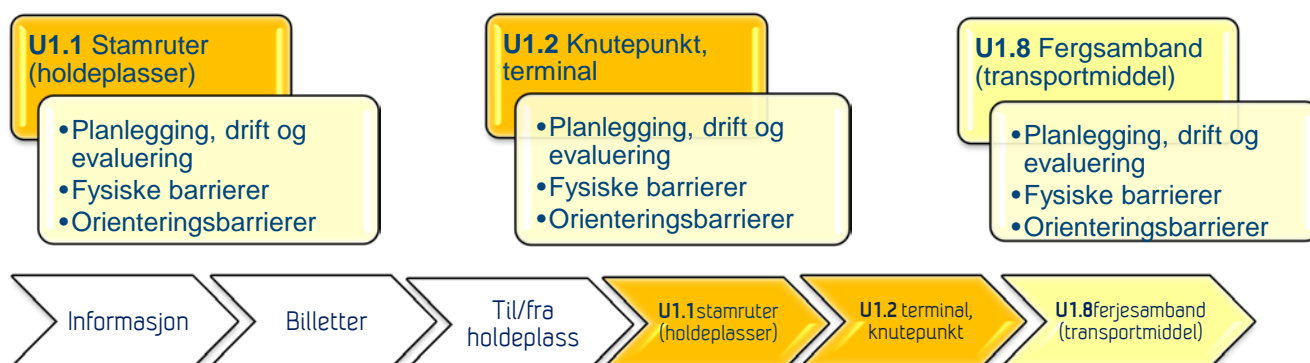 U1.1 Stamruter
(holdeplasser)
•Planlegging, drift og
evaluering
•Fysiske barrierer
•Orienteringsbarrierer
U1.2 Knutepunkt,
terminal
•Planlegging, drift og
evaluering
•Fysiske barrierer
•Orienteringsbarrierer
U1.8 Fergsamband
(transportmiddel)
•Planlegging, drift og
evaluering
•Fysiske barrierer
•Orienteringsbarrierer
Informasjon
Billetter
Til/fra
holdeplass
U1.1stamruter
(holdeplasser)
U1.2 terminal,
knutepunkt
U1.8ferjesamband
(transportmiddel)